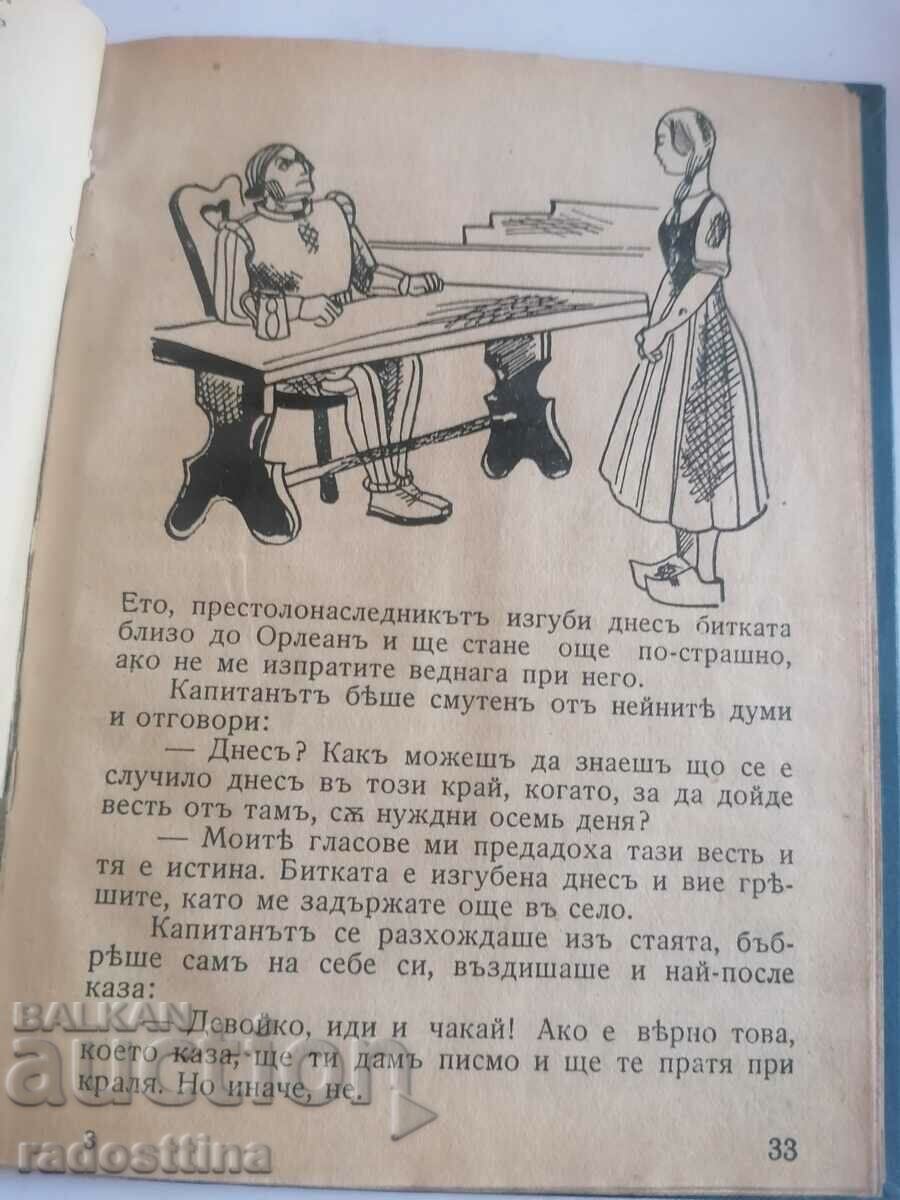 Ето, престолонаследникътъ изгуби днесъ битката
близо до Орлеанъ и ще стане още по-страшно,
ако не ме изпратите веднага при него.
Капитанътъ бѣше смутенъ отъ нейнитѣ думи
и отговори:
— Днесъ? Какъ можешъ да знаешъ що се е
случило днесъ въ този край, когато, за да дойде
весть отъ тамъ, сѫ нуждни осемь деня?
— Моитѣ гласове ми предадоха тази весть и
тя е истина. Битката е изгубена днесъ и вие грѣ-
шите, като ме задържате още въ село.
Капитанътъ се разхождаше изъ стаята, бъб-
рѣше самъ на себе си, въздишаше и най-после
каза:
— Девойко, иди и чакай! Ако е вѣрно това,
което каза, ще ти дамъ писмо и ще те пратя при
краля. Но иначе, не.
3
33
BALKAN
auction
radosttina